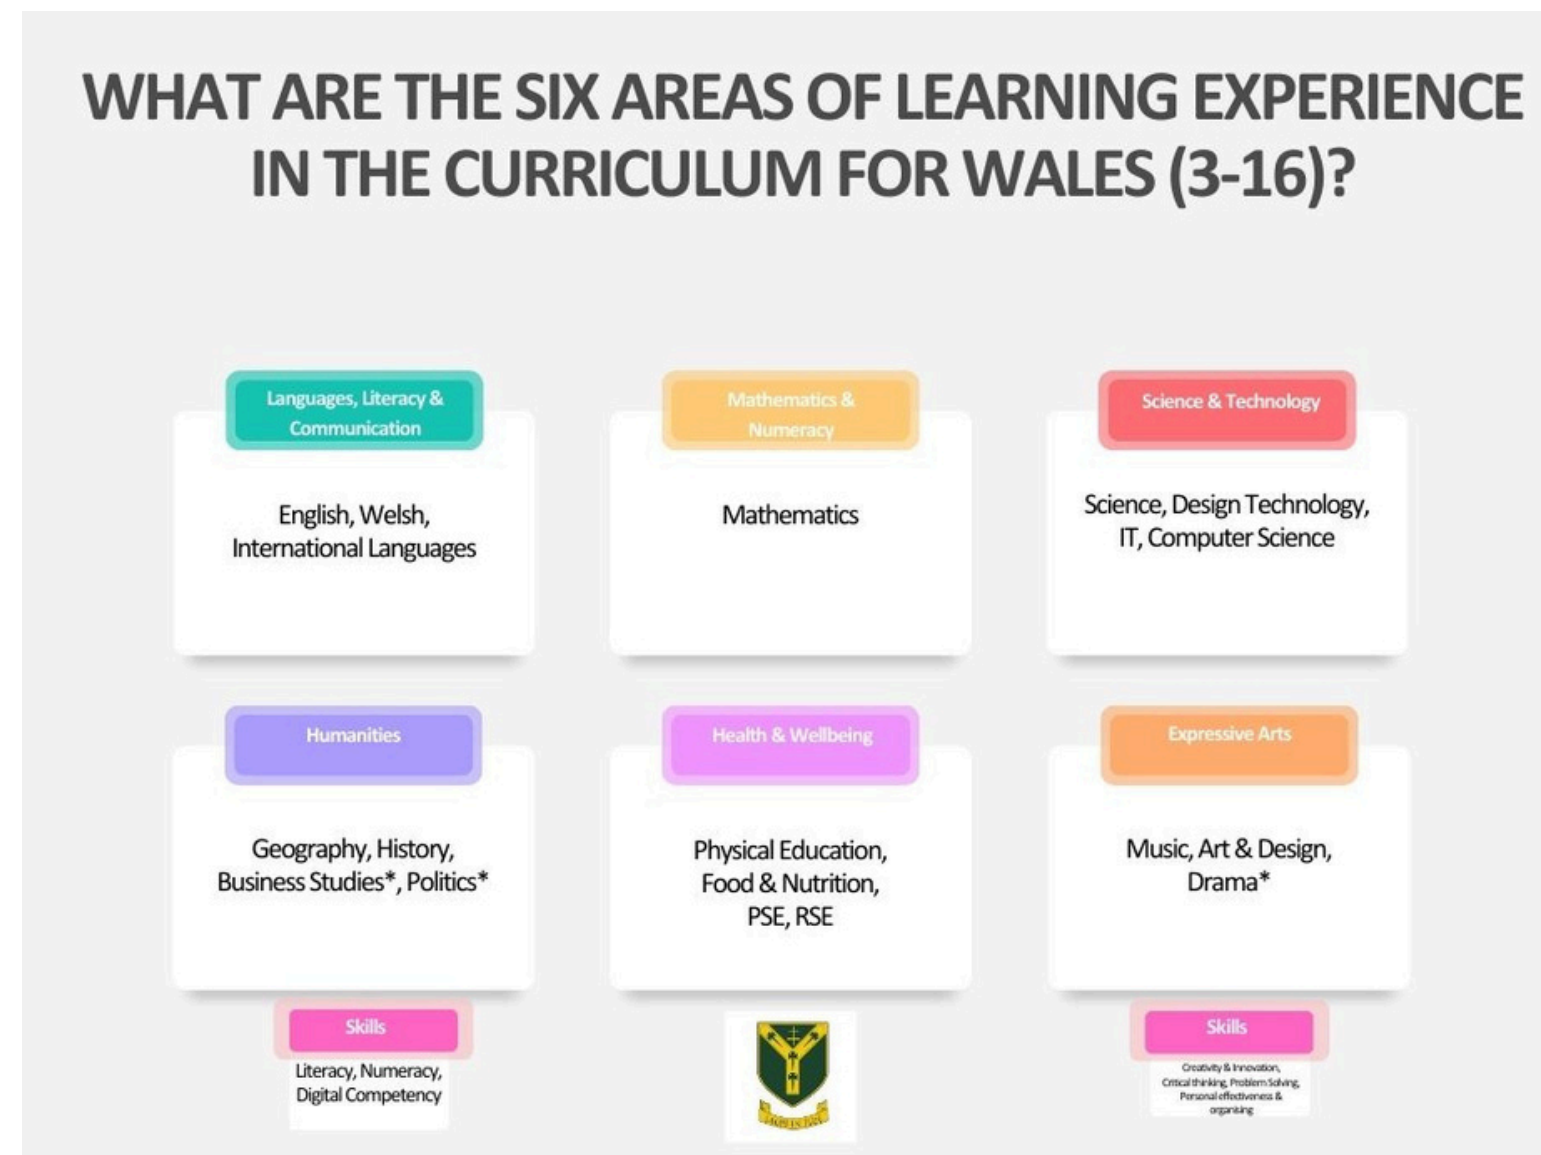 WHAT ARE THE SIX AREAS OF LEARNING EXPERIENCE
IN THE CURRICULUM FOR WALES (3-16)?
Languages, Literacy &
Communication
English, Welsh,
International Languages
Mathematics &
Numeracy
Mathematics
Science & Technology
Science, Design Technology,
IT, Computer Science
Humanities
Geography, History,
Business Studies*, Politics*
Health & Wellbeing
Physical Education,
Food & Nutrition,
PSE, RSE
Expressive Arts
Music, Art & Design,
Drama*
Skills
Literacy, Numeracy,
Digital Competency
Skills
Creativity & Innovation,
Critical thinking, Problem Solving,
Personal effectiveness &
organising